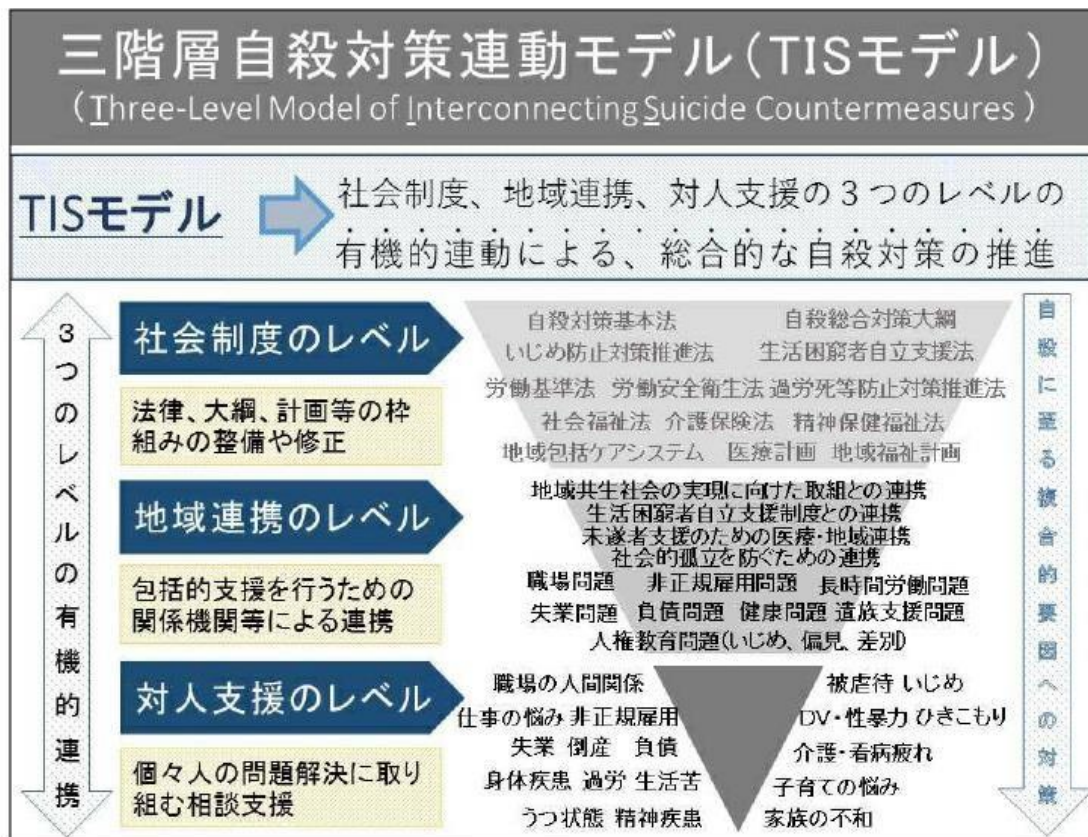 三階層自殺対策連動モデル(TISモデル)
(Three-Level Model of Interconnecting Suicide Countermeasures)
TISモデル
社会制度、地域連携、対人支援の3つのレベルの
有機的連動による、総合的な自殺対策の推進
3つのレベルの有機的連携
社会制度のレベル
法律、大綱、計画等の枠
組みの整備や修正
自殺対策基本法 自殺総合対策大綱
いじめ防止対策推進法 生活困窮者自立支援法
労働基準法 労働安全衛生法 過労死等防止対策推進法
社会福祉法 介護保険法 精神保健福祉法
地域包括ケアシステム 医療計画 地域福祉計画
地域連携のレベル
包括的支援を行うための
関係機関等による連携
地域共生社会の実現に向けた取組との連携
生活困窮者自立支援制度との連携
未遂者支援のための医療・地域連携
社会的孤立を防ぐための連携
職場問題 非正規雇用問題 長時間労働問題
失業問題 負債問題 健康問題 遺族支援問題
人権教育問題(いじめ、偏見、差別)
対人支援のレベル
個々人の問題解決に取り
組む相談支援
職場の人間関係 被虐待 いじめ
仕事の悩み 非正規雇用 DV・性暴力 ひきこもり
失業 倒産 負債 介護・看病疲れ
身体疾患 過労 生活苦 子育ての悩み
うつ状態 精神疾患 家族の不和
自殺に至る複合的要因への対策